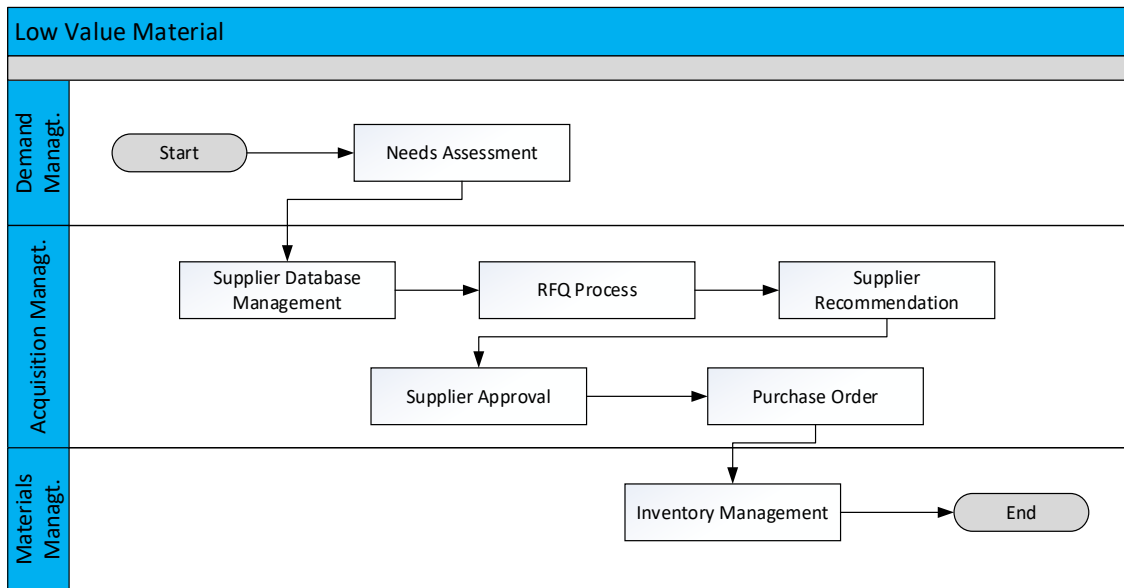 Low Value Material
Demand
Managt.
Start
Needs Assessment
Acquisition Managt.
Supplier Database
Management
RFQ Process
Supplier
Recommendation
Supplier Approval
Purchase Order
Materials
Managt.
Inventory Management
End